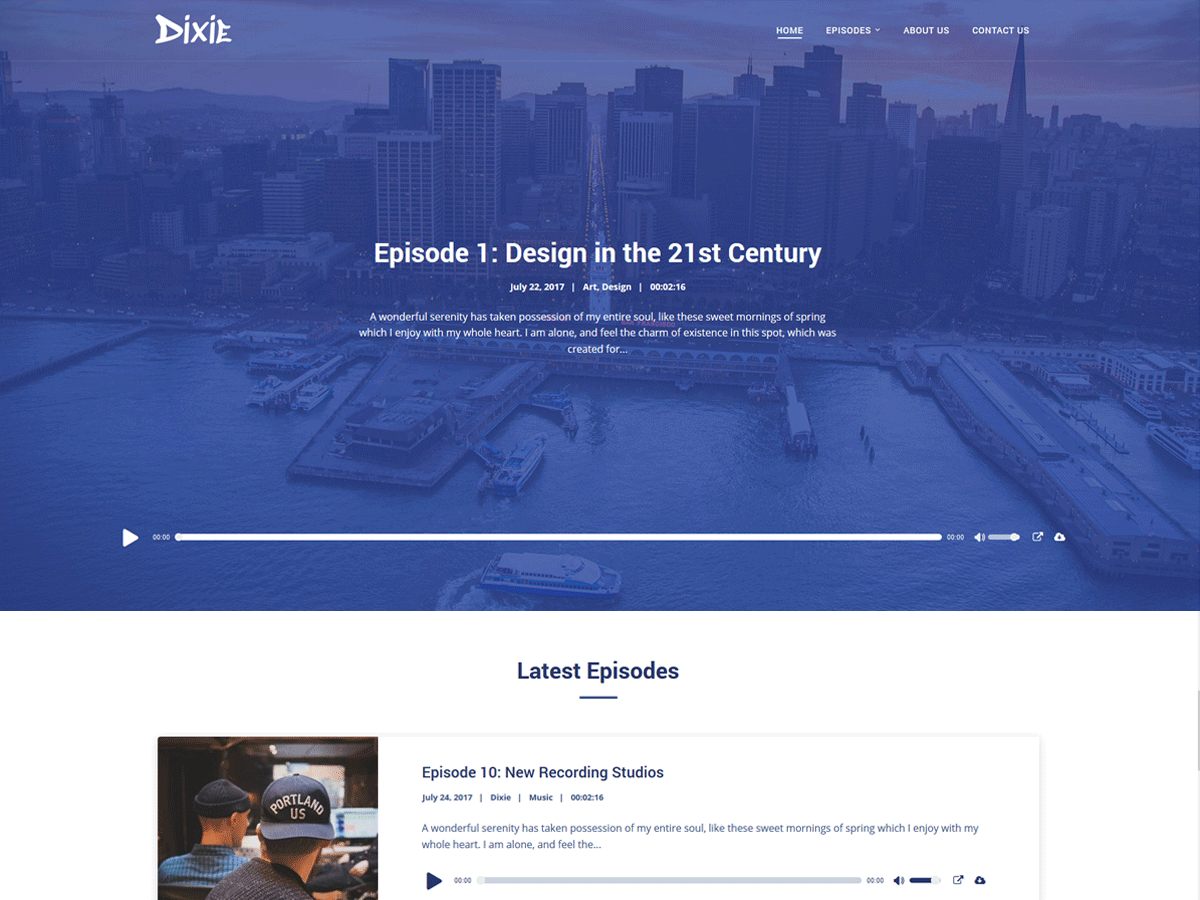 Dixie
HOME EPISODES ABOUT US CONTACT US
Episode 1: Design in the 21st Century
July 22, 2017 | Art, Design | 00:02:16
A wonderful serenity has taken possession of my entire soul, like these sweet mornings of spring
which I enjoy with my whole heart. I am alone, and feel the charm of existence in this spot, which was
created for...
00:00 00:00
Latest Episodes
Episode 10: New Recording Studios
July 24, 2017 | Dixie | Music | 00:02:16
PORTLAND
US
A wonderful serenity has taken possession of my entire soul, like these sweet mornings of spring which I enjoy with my
whole heart. I am alone, and feel the...
00:00 00:00